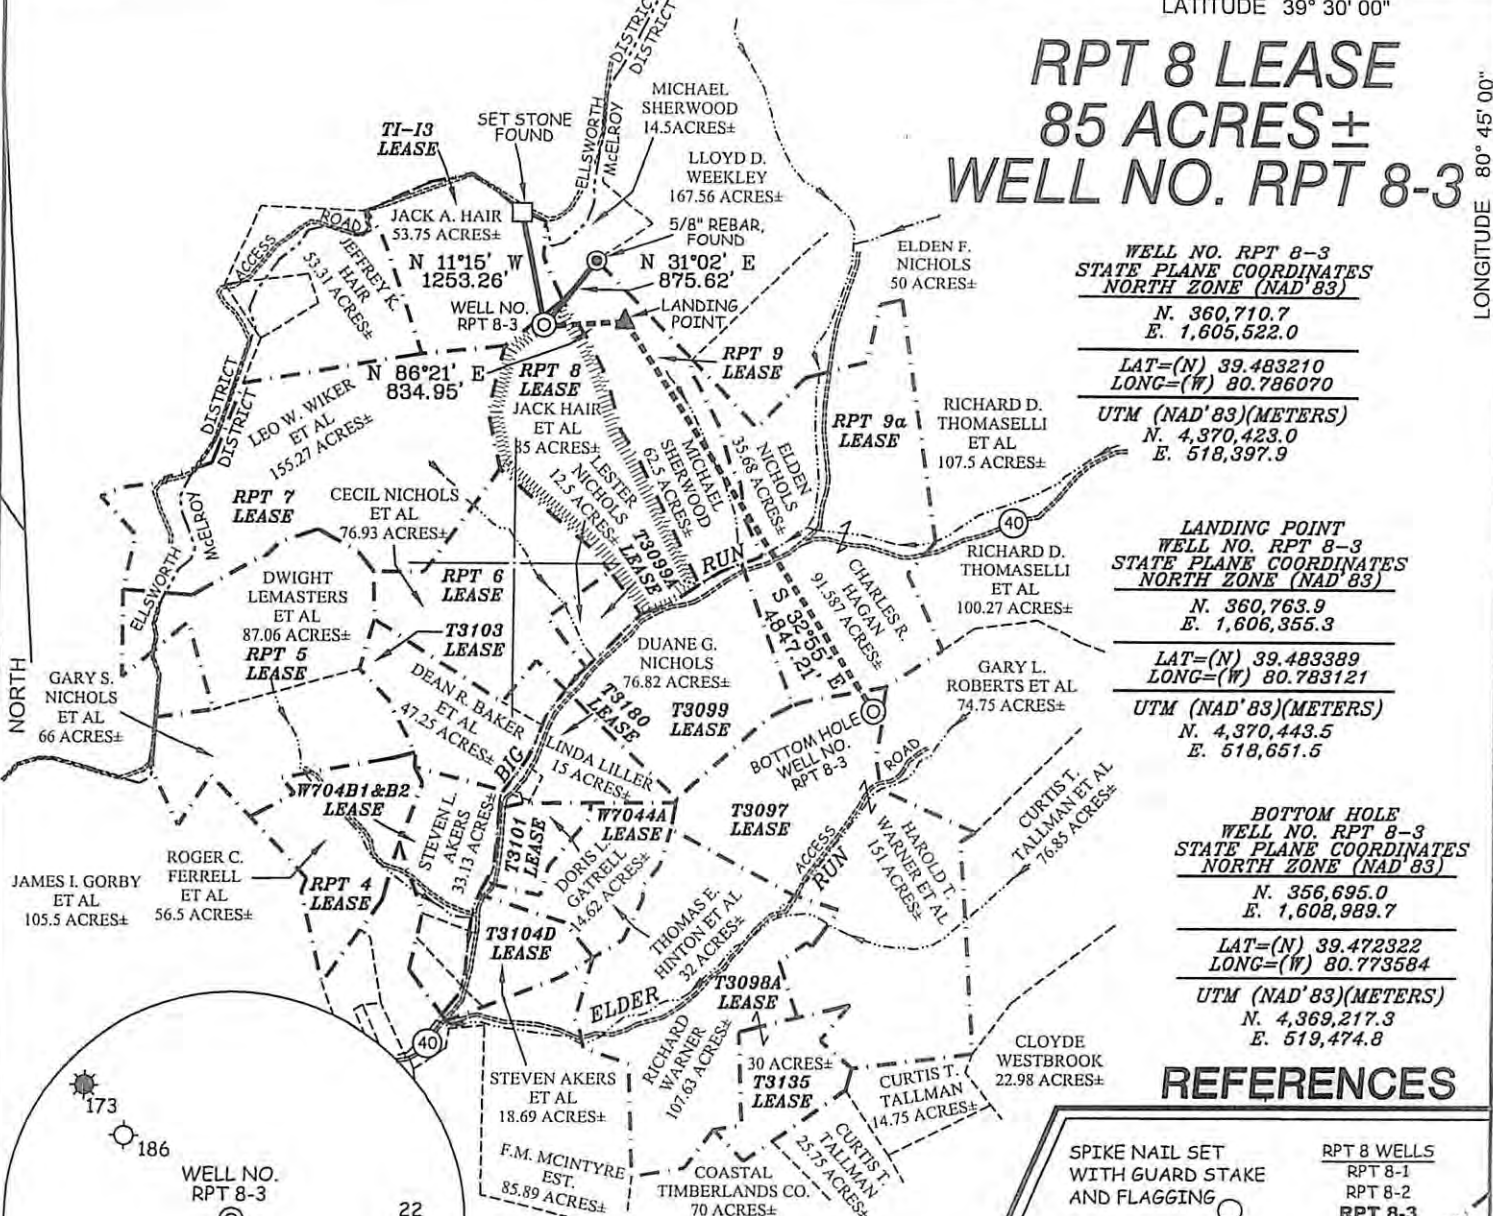 LATITUDE 39° 30' 00"
RPT 8 LEASE
85 ACRES±
WELL NO. RPT 8-3
LONGITUDE 80° 45' 00"
WELL NO. RPT 8-3
STATE PLANE COORDINATES
NORTH ZONE (NAD'83)
N. 360,710.7
E. 1,605,522.0
LAT=(N) 39.483210
LONG=(W) 80.786070
UTM (NAD'83)(METERS)
N. 4,370,423.0
E. 518,397.9
LANDING POINT
WELL NO. RPT 8-3
STATE PLANE COORDINATES
NORTH ZONE (NAD'83)
N. 360,763.9
E. 1,606,355.3
LAT=(N) 39.483389
LONG=(W) 80.783121
UTM (NAD'83)(METERS)
N. 4,370,443.5
E. 518,651.5
BOTTOM HOLE
WELL NO. RPT 8-3
STATE PLANE COORDINATES
NORTH ZONE (NAD'83)
N. 356,695.0
E. 1,608,989.7
LAT=(N) 39.472322
LONG=(W) 80.773584
UTM (NAD'83)(METERS)
N. 4,369,217.3
E. 519,474.8
REFERENCES
SPIKE NAIL SET
WITH GUARD STAKE
AND FLAGGING
RPT 8 WELLS
RPT 8-1
RPT 8-2
RPT 8-3
DISTRICT
DISTRICT
ELLSWORTH
McELROY
MICHAEL
SHERWOOD
14.5ACRES±
SET STONE
FOUND
TI-I3
LEASE
LLOYD D.
WEEKLEY
167.56 ACRES±
JACK A. HAIR
53.75 ACRES±
5/8" REBAR,
FOUND
ROAD
ACCESS
JEFFREY K.
HAIR
53.31 ACRES±
N 11°15' W
1253.26'
N 31°02' E
875.62'
ELDEN F.
NICHOLS
50 ACRES±
WELL NO.
RPT 8-3
LANDING
POINT
N 86°21' E
834.95'
RPT 8
LEASE
JACK HAIR
ET AL
85 ACRES±
RPT 9
LEASE
DISTRICT
DISTRICT
LEO W. WIKER
ET AL
155.27 ACRES±
RPT 9a
LEASE
RICHARD D.
THOMASELLI
ET AL
107.5 ACRES±
LESTER
NICHOLS
12.5 ACRES±
MICHAEL
SHERWOOD
62.5 ACRES±
ELDEN
NICHOLS
35.68 ACRES±
RPT 7
LEASE
CECIL NICHOLS
ET AL
76.93 ACRES±
McELROY
ELLSWORTH
T3099A
LEASE
RUN
40
RICHARD D.
THOMASELLI
ET AL
100.27 ACRES±
DWIGHT
LEMASTERS
ET AL
87.06 ACRES±
RPT 5
LEASE
RPT 6
LEASE
CHARLES R.
HAGAN
91.587 ACRES±
S 32°55' E
4847.21'
T3103
LEASE
DUANE G.
NICHOLS
76.82 ACRES±
GARY L.
ROBERTS ET AL
74.75 ACRES±
NORTH
GARY S.
NICHOLS
ET AL
66 ACRES±
DEAN R. BAKER
ET AL
47.25 ACRES±
T3180
LEASE
T3099
LEASE
BOTTOM HOLE
WELL NO.
RPT 8-3
BIG
LINDA LILLER
15 ACRES±
ROAD
W704B1&B2
LEASE
STEVEN L.
AKERS
33.13 ACRES±
T3101
LEASE
W7044A
LEASE
T3097
LEASE
CURTIS T.
TALLMAN ET AL
76.85 ACRES±
ACCESS
RUN
HAROLD T.
WARNER ET AL
151 ACRES±
DORIS L.
GATRELL
14.62 ACRES±
JAMES I. GORBY
ET AL
105.5 ACRES±
ROGER C.
FERRELL
ET AL
56.5 ACRES±
RPT 4
LEASE
THOMAS E.
HINTON ET AL
32 ACRES±
T3104D
LEASE
T3098A
LEASE
ELDER
40
RICHARD
WARNER
107.63 ACRES±
30 ACRES±
T3135
LEASE
CLOYDE
WESTBROOK
22.98 ACRES±
STEVEN AKERS
ET AL
18.69 ACRES±
CURTIS T.
TALLMAN
14.75 ACRES±
CURTIS T.
TALLMAN
25.75 ACRES±
F.M. MCINTYRE
EST.
85.89 ACRES±
COASTAL
TIMBERLANDS CO.
70 ACRES±
173
186
WELL NO.
RPT 8-3
22